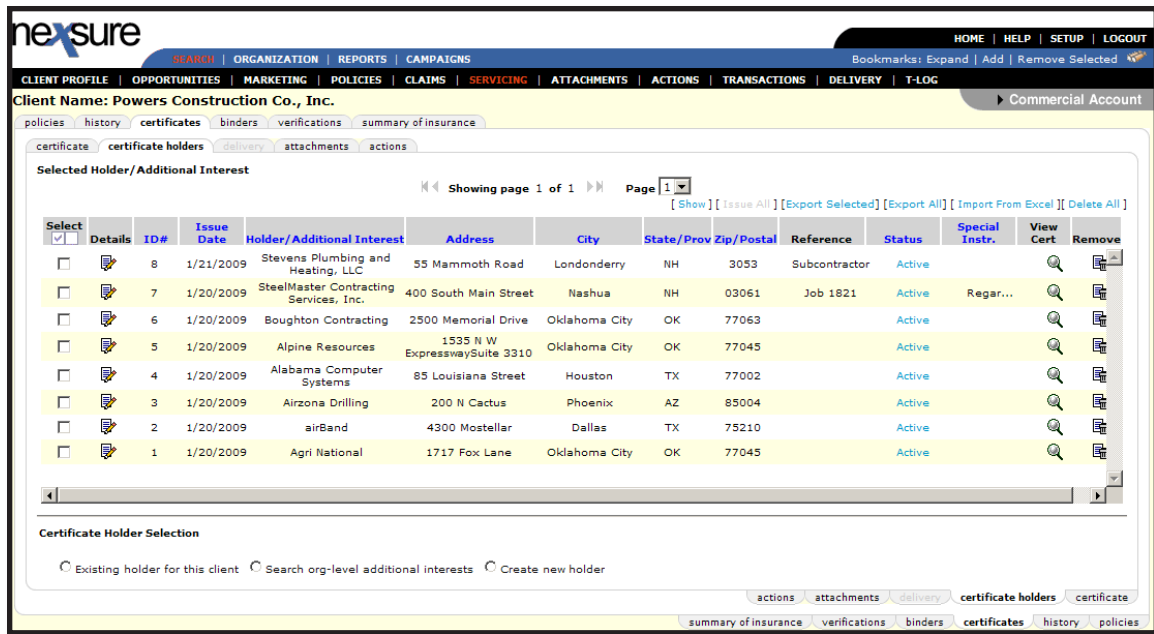 nexsure
HOME | HELP | SETUP | LOGOUT
SEARCH | ORGANIZATION | REPORTS | CAMPAIGNS
Bookmarks: Expand | Add | Remove Selected
CLIENT PROFILE | OPPORTUNITIES | MARKETING | POLICIES | CLAIMS | SERVICING | ATTACHMENTS | ACTIONS | TRANSACTIONS | DELIVERY | T-LOG
Client Name: Powers Construction Co., Inc.
Commercial Account
policies history certificates binders verifications summary of insurance
certificate certificate holders delivery attachments actions
Selected Holder/Additional Interest
Showing page 1 of 1 Page 1
[ Show ] [ Issue All ] [Export Selected] [Export All] [ Import From Excel ][ Delete All ]
Select Details ID# Issue Date Holder/Additional Interest Address City State/Prov Zip/Postal Reference Status Special Instr. View Cert Remove
8 1/21/2009 Stevens Plumbing and Heating, LLC 55 Mammoth Road Londonderry NH 3053 Subcontractor Active
7 1/20/2009 SteelMaster Contracting Services, Inc. 400 South Main Street Nashua NH 03061 Job 1821 Active Regar...
6 1/20/2009 Boughton Contracting 2500 Memorial Drive Oklahoma City OK 77063 Active
5 1/20/2009 Alpine Resources 1535 N W ExpresswaySuite 3310 Oklahoma City OK 77045 Active
4 1/20/2009 Alabama Computer Systems 85 Louisiana Street Houston TX 77002 Active
3 1/20/2009 Airzona Drilling 200 N Cactus Phoenix AZ 85004 Active
2 1/20/2009 airBand 4300 Mostellar Dallas TX 75210 Active
1 1/20/2009 Agri National 1717 Fox Lane Oklahoma City OK 77045 Active
Certificate Holder Selection
Existing holder for this client Search org-level additional interests Create new holder
actions attachments delivery certificate holders certificate
summary of insurance verifications binders certificates history policies